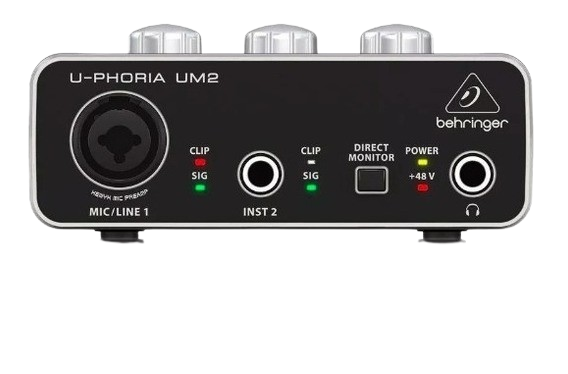 U-PHORIA UM2
behringer
CLIP
SIG
CLIP
SIG
DIRECT
MONITOR
POWER
+48 V
MIC/LINE 1
INST 2